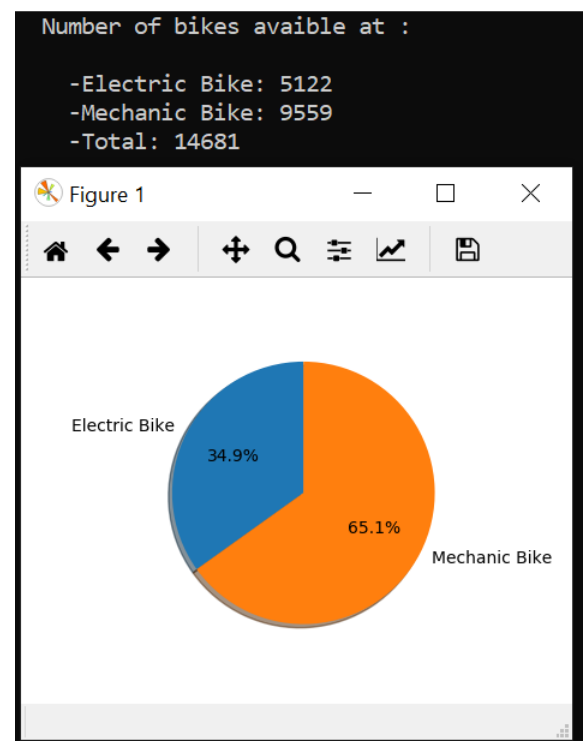 Number of bikes avaible at :
-Electric Bike: 5122
-Mechanic Bike: 9559
-Total: 14681
Figure 1
Electric Bike
34.9%
65.1%
Mechanic Bike